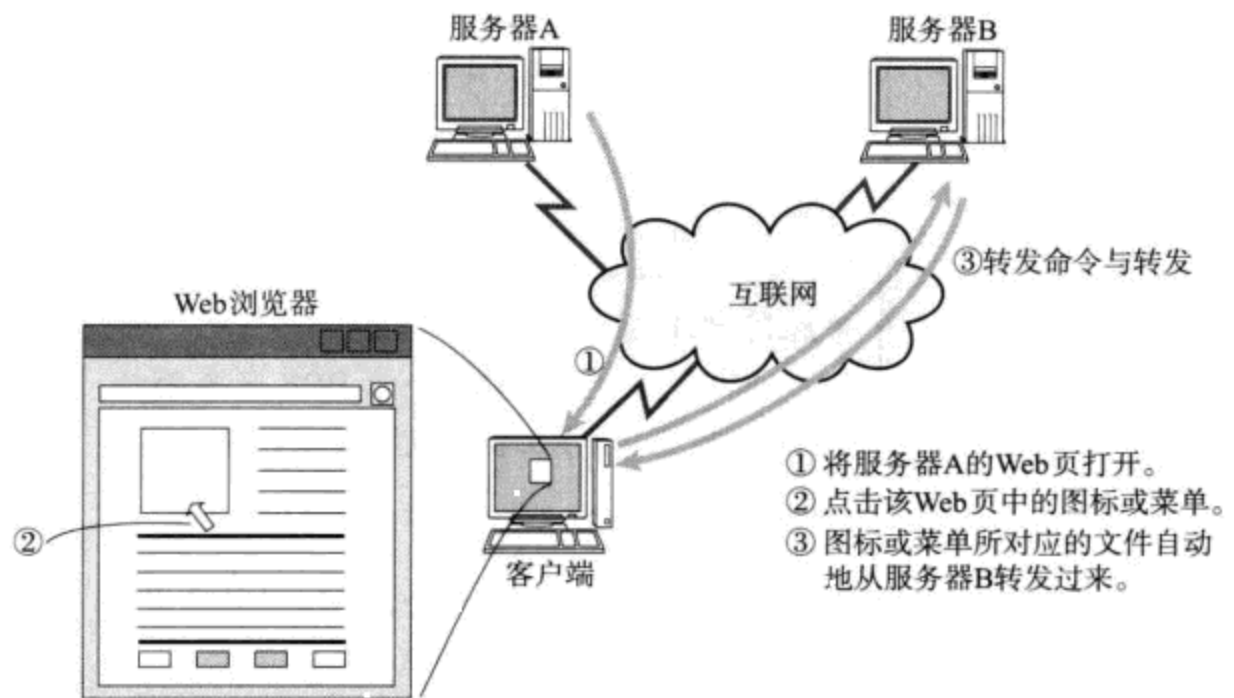 服务器A
服务器B
③转发命令与转发
互联网
Web浏览器
①
②
客户端
① 将服务器A的Web页打开。
② 点击该Web页中的图标或菜单。
③ 图标或菜单所对应的文件自动
地从服务器B转发过来。